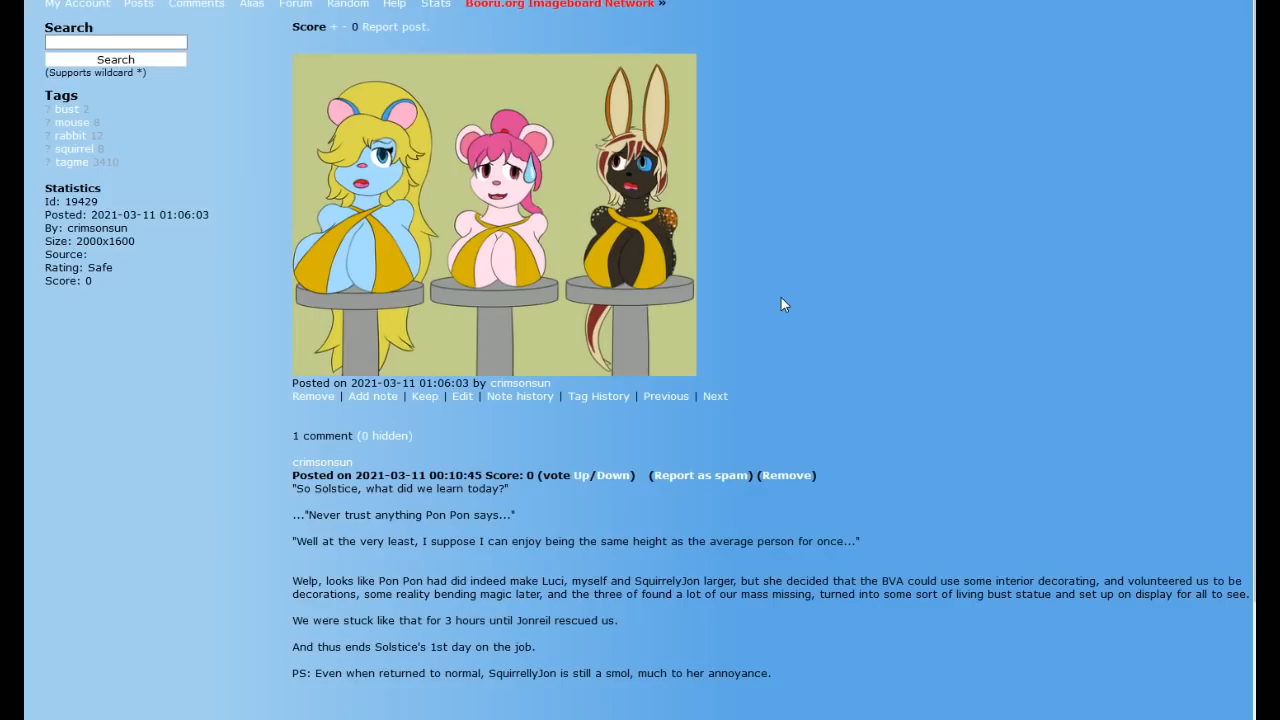 My Account Posts Comments Alias Forum Random Help Stats Booru.org Imageboard Network »
Search
Score + - 0 Report post.
Search
(Supports wildcard *)
Tags
? bust 2
? mouse 8
? rabbit 12
? squirrel 8
? tagme 3410
Statistics
Id: 19429
Posted: 2021-03-11 01:06:03
By: crimsonsun
Size: 2000x1600
Source:
Rating: Safe
Score: 0
Posted on 2021-03-11 01:06:03 by crimsonsun
Remove | Add note | Keep | Edit | Note history | Tag History | Previous | Next
1 comment (0 hidden)
crimsonsun
Posted on 2021-03-11 00:10:45 Score: 0 (vote Up/Down) (Report as spam) (Remove)
"So Solstice, what did we learn today?"
..."Never trust anything Pon Pon says..."
"Well at the very least, I suppose I can enjoy being the same height as the average person for once..."
Welp, looks like Pon Pon had did indeed make Luci, myself and SquirrelyJon larger, but she decided that the BVA could use some interior decorating, and volunteered us to be
decorations, some reality bending magic later, and the three of found a lot of our mass missing, turned into some sort of living bust statue and set up on display for all to see.
We were stuck like that for 3 hours until Jonreil rescued us.
And thus ends Solstice's 1st day on the job.
PS: Even when returned to normal, SquirrellyJon is still a smol, much to her annoyance.